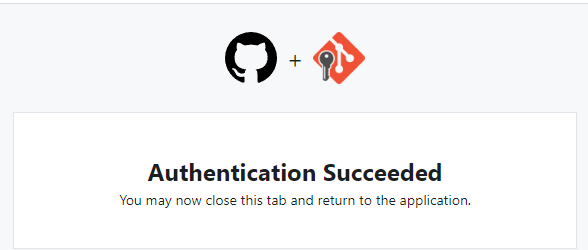 +
Authentication Succeeded
You may now close this tab and return to the application.